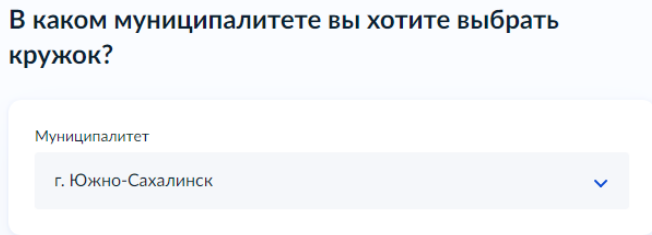 В каком муниципалитете вы хотите выбрать
кружок?
Муниципалитет
г. Южно-Сахалинск